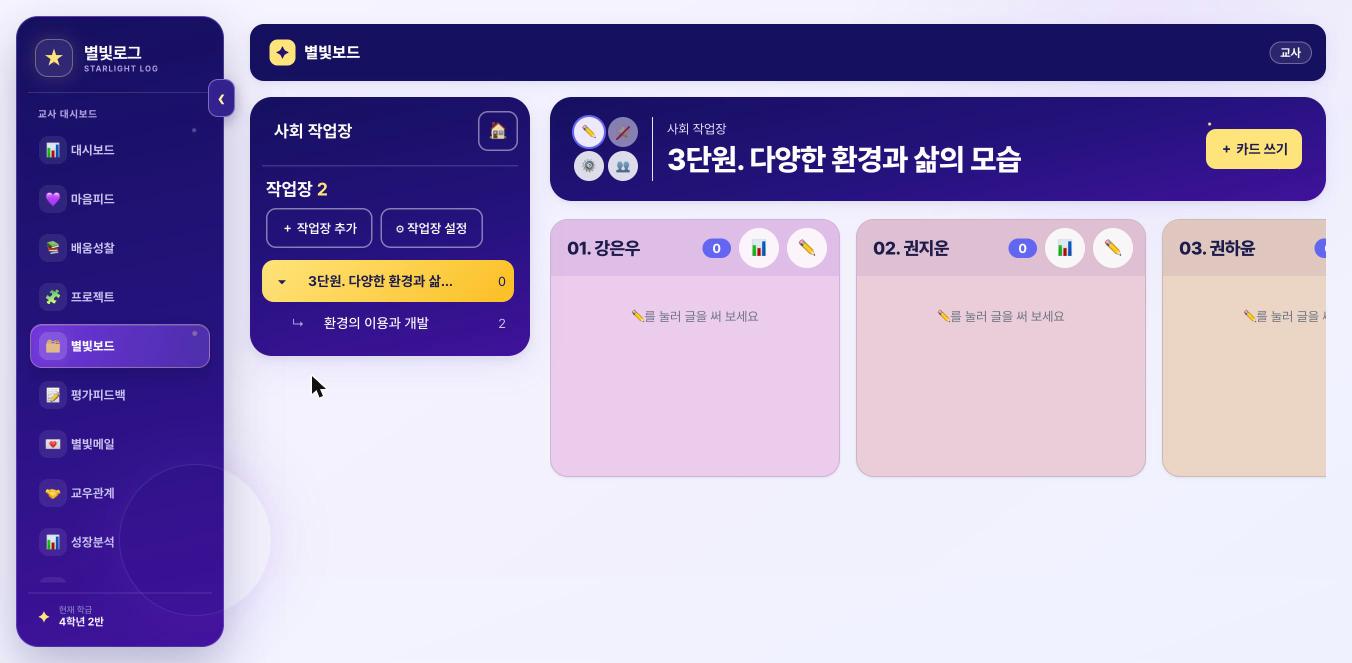 별빛로그
STARLIGHT LOG
교사 대시보드
대시보드
마음피드
배움성찰
프로젝트
별빛보드
평가피드백
별빛메일
교우관계
성장분석
현재 학급
4학년 2반
별빛보드
교사
사회 작업장
작업장 2
+ 작업장 추가
작업장 설정
3단원. 다양한 환경과 삶... 0
환경의 이용과 개발 2
사회 작업장
3단원. 다양한 환경과 삶의 모습
+ 카드 쓰기
01. 강은우 0
를 눌러 글을 써 보세요
02. 권지운 0
를 눌러 글을 써 보세요
03. 권하윤
를 눌러 글을